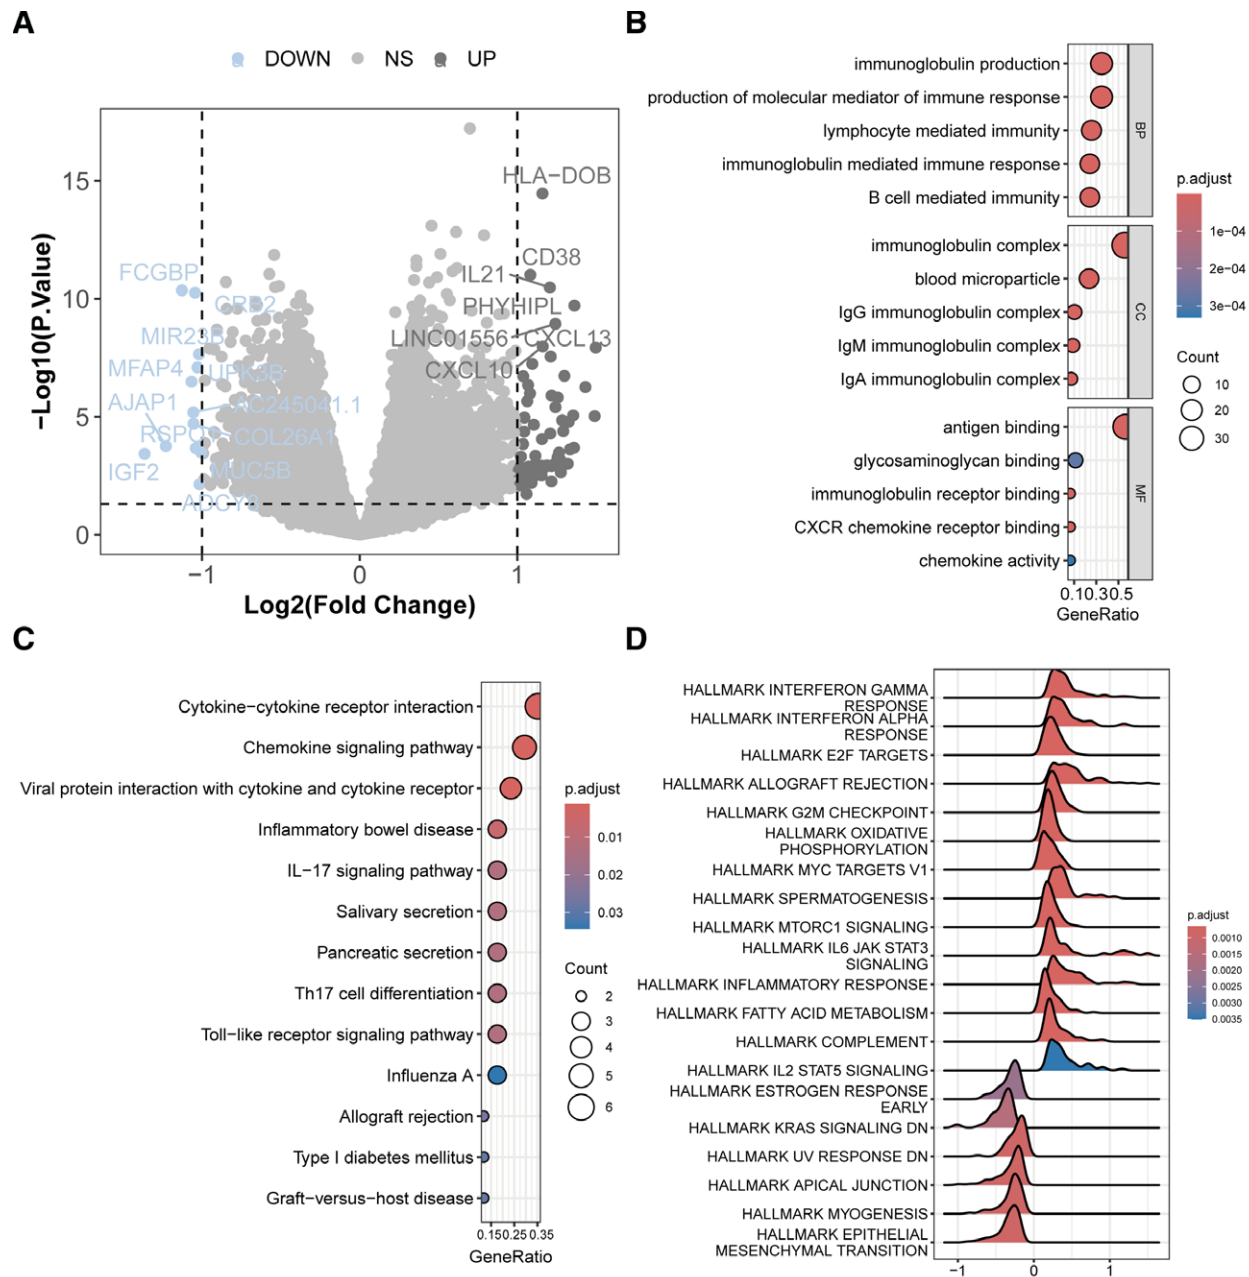 A
DOWN NS UP
15
10
5
0
−Log10(P.Value)
HLA−DOB
CD38
FCGBP
IL21
CRB2
PHYHIPL
MIR23B
LINC01556
CXCL13
MFAP4
UPK3B
CXCL10
AJAP1
AC245041.1
COL26A1
IGF2
MUC5B
ADCY8
−1 0 1
Log2(Fold Change)
B
immunoglobulin production
production of molecular mediator of immune response
lymphocyte mediated immunity
immunoglobulin mediated immune response
B cell mediated immunity
BP
immunoglobulin complex
blood microparticle
IgG immunoglobulin complex
IgM immunoglobulin complex
IgA immunoglobulin complex
CC
antigen binding
glycosaminoglycan binding
immunoglobulin receptor binding
CXCR chemokine receptor binding
chemokine activity
MF
0.10.30.5
GeneRatio
p.adjust
1e−04
2e−04
3e−04
Count
10
20
30
C
Cytokine−cytokine receptor interaction
Chemokine signaling pathway
Viral protein interaction with cytokine and cytokine receptor
Inflammatory bowel disease
IL−17 signaling pathway
Salivary secretion
Pancreatic secretion
Th17 cell differentiation
Toll−like receptor signaling pathway
Influenza A
Allograft rejection
Type I diabetes mellitus
Graft−versus−host disease
0.150.250.35
GeneRatio
p.adjust
0.01
0.02
0.03
Count
2
3
4
5
6
D
HALLMARK INTERFERON GAMMA
RESPONSE
HALLMARK INTERFERON ALPHA
RESPONSE
HALLMARK E2F TARGETS
HALLMARK ALLOGRAFT REJECTION
HALLMARK G2M CHECKPOINT
HALLMARK OXIDATIVE
PHOSPHORYLATION
HALLMARK MYC TARGETS V1
HALLMARK SPERMATOGENESIS
HALLMARK MTORC1 SIGNALING
HALLMARK IL6 JAK STAT3
SIGNALING
HALLMARK INFLAMMATORY RESPONSE
HALLMARK FATTY ACID METABOLISM
HALLMARK COMPLEMENT
HALLMARK IL2 STAT5 SIGNALING
HALLMARK ESTROGEN RESPONSE
EARLY
HALLMARK KRAS SIGNALING DN
HALLMARK UV RESPONSE DN
HALLMARK APICAL JUNCTION
HALLMARK MYOGENESIS
HALLMARK EPITHELIAL
MESENCHYMAL TRANSITION
−1 0 1
p.adjust
0.0010
0.0015
0.0020
0.0025
0.0030
0.0035